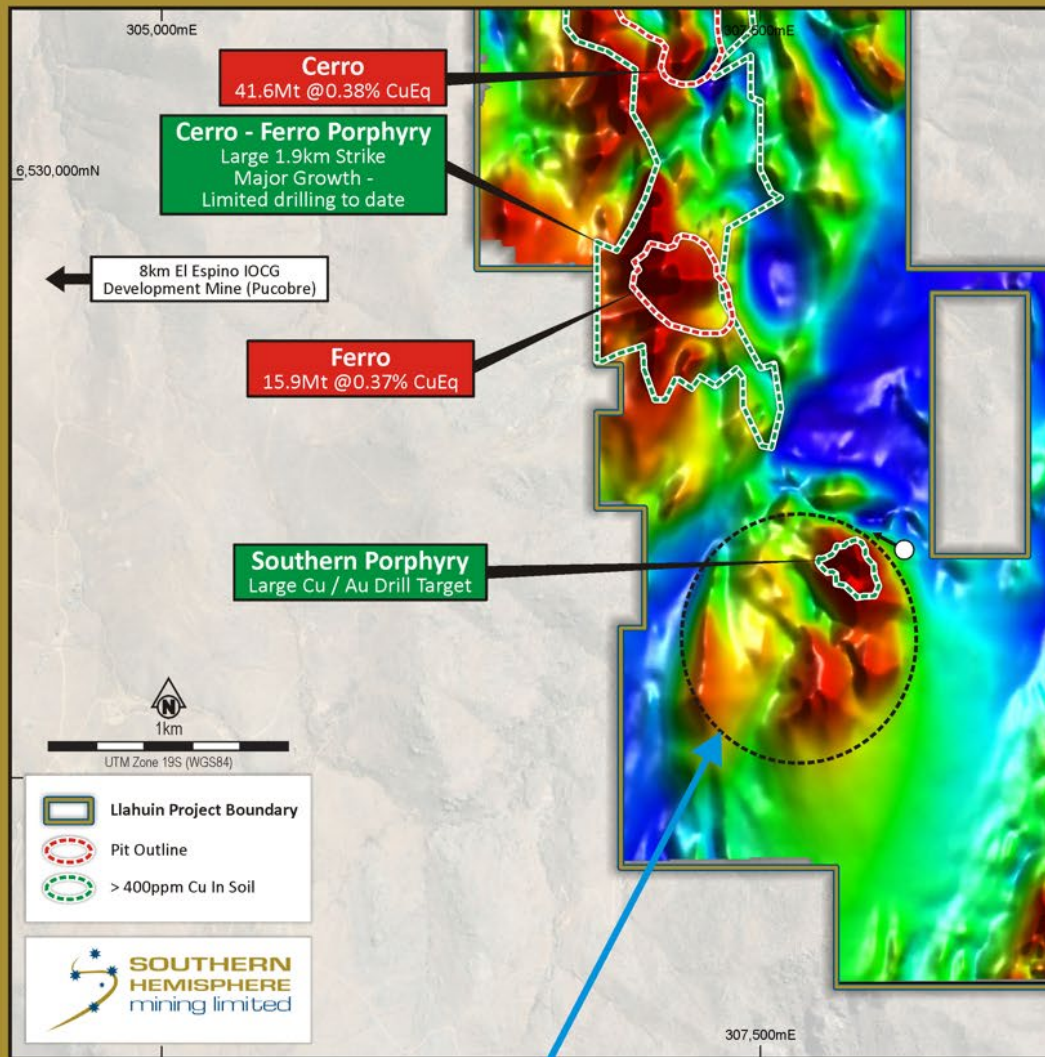 305,000mE
307,500mE
Cerro
41.6Mt @0.38% CuEq
Cerro - Ferro Porphyry
Large 1.9km Strike
Major Growth -
Limited drilling to date
6,530,000mN
8km El Espino IOCG
Development Mine (Pucobre)
Ferro
15.9Mt @0.37% CuEq
Southern Porphyry
Large Cu / Au Drill Target
N
1km
UTM Zone 19S (WGS84)
Llahuin Project Boundary
Pit Outline
> 400ppm Cu In Soil
SOUTHERN
HEMISPHERE
mining limited
307,500mE